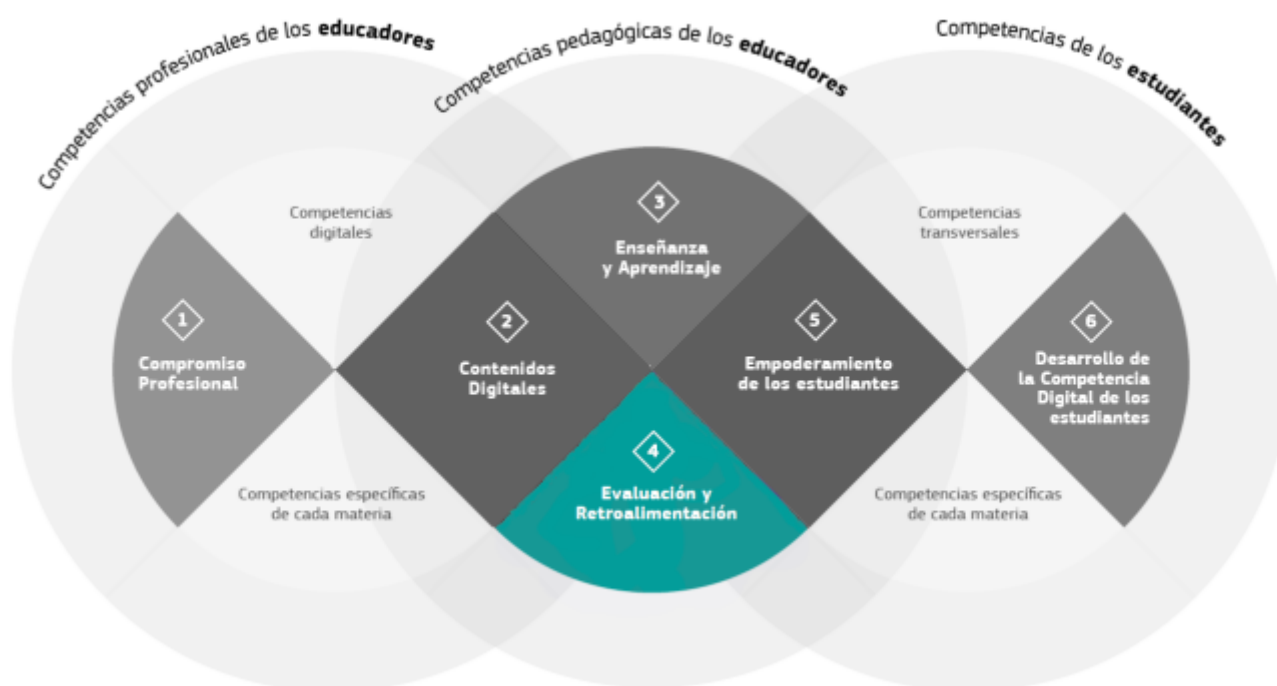 Competencias profesionales de los educadores
Competencias pedagógicas de los educadores
Competencias de los estudiantes
Competencias
digitales
3
Enseñanza
y Aprendizaje
Competencias
transversales
1
Compromiso
Profesional
2
Contenidos
Digitales
5
Empoderamiento
de los estudiantes
6
Desarrollo de
la Competencia
Digital de los
estudiantes
4
Evaluación y
Retroalimentación
Competencias específicas
de cada materia
Competencias específicas
de cada materia